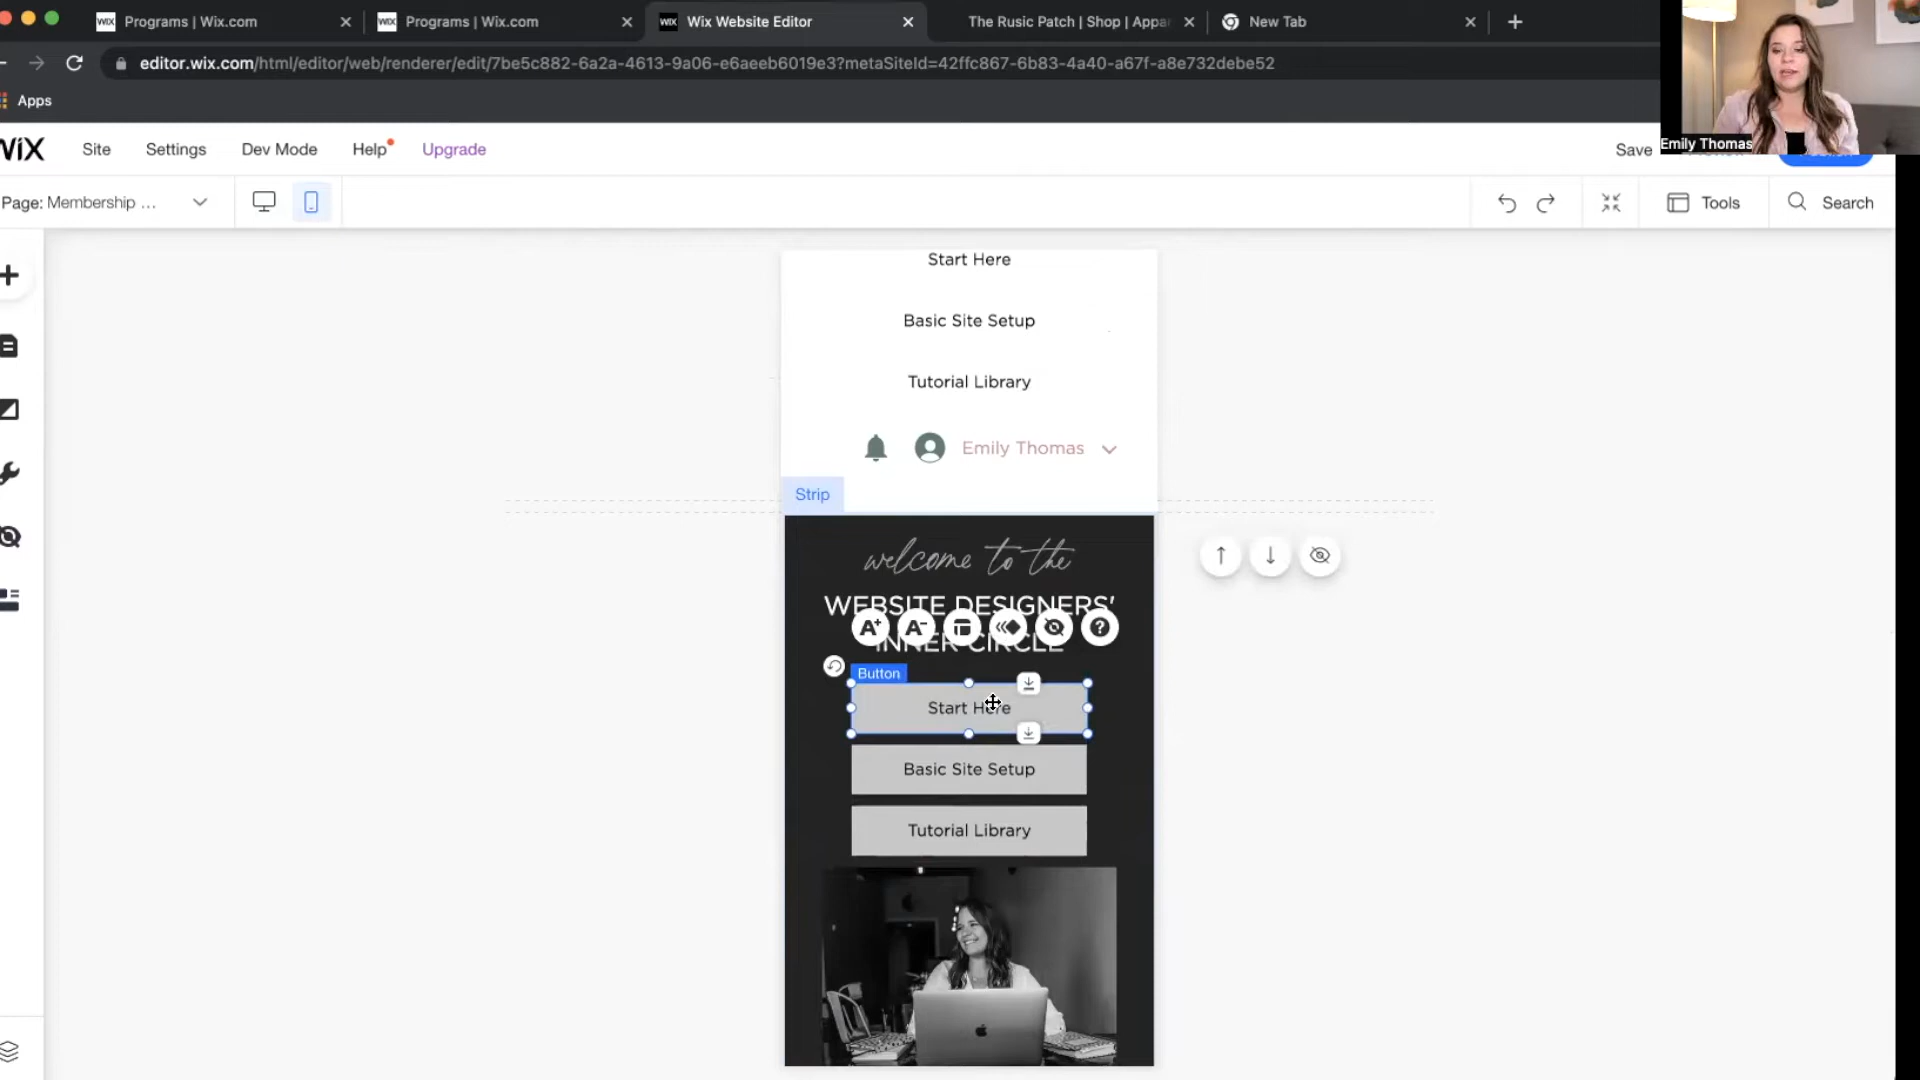 Programs | Wix.com
Programs | Wix.com
Wix Website Editor
The Rusic Patch | Shop | Appar
New Tab
editor.wix.com/html/editor/web/renderer/edit/7be5c882-6a2a-4613-9a06-e6aeeb6019e3?metaSiteId=42ffc867-6b83-4a40-a67f-a8e732debe52
Apps
Emily Thomas
WiX
Site
Settings
Dev Mode
Help
Upgrade
Save
Page: Membership ...
Tools
Search
Start Here
Basic Site Setup
Tutorial Library
Emily Thomas
Strip
welcome to the
WEBSITE DESIGNERS'
INNER CIRCLE
Button
Start Here
Basic Site Setup
Tutorial Library